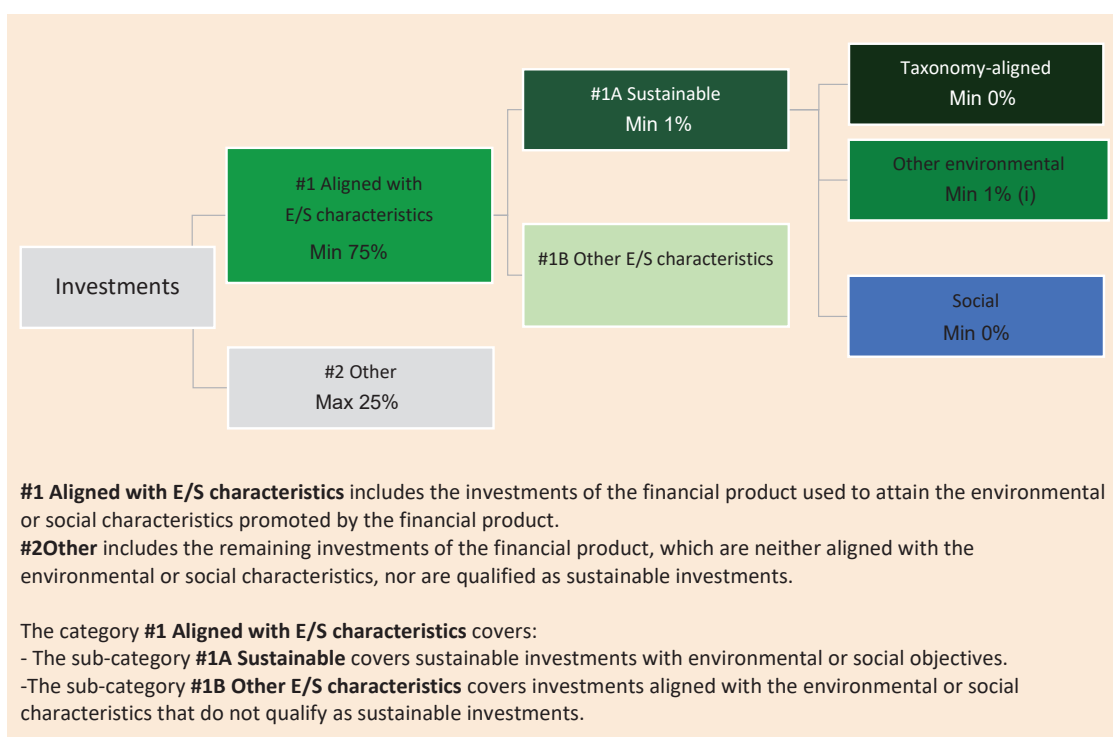 Investments
#1 Aligned with
E/S characteristics
Min 75%
#2 Other
Max 25%
#1A Sustainable
Min 1%
#1B Other E/S characteristics
Taxonomy-aligned
Min 0%
Other environmental
Min 1% (i)
Social
Min 0%
#1 Aligned with E/S characteristics includes the investments of the financial product used to attain the environmental
or social characteristics promoted by the financial product.
#2Other includes the remaining investments of the financial product, which are neither aligned with the
environmental or social characteristics, nor are qualified as sustainable investments.
The category #1 Aligned with E/S characteristics covers:
- The sub-category #1A Sustainable covers sustainable investments with environmental or social objectives.
-The sub-category #1B Other E/S characteristics covers investments aligned with the environmental or social
characteristics that do not qualify as sustainable investments.